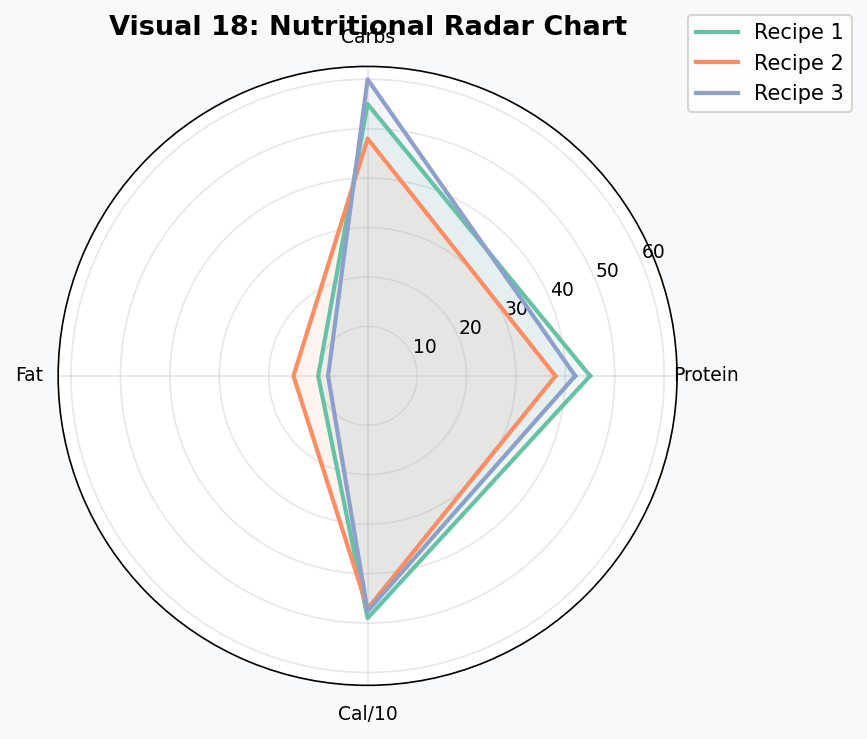 Visual 18: Nutritional Radar Chart
Carbs
Recipe 1
Recipe 2
Recipe 3
60
50
40
30
20
10
Fat
Protein
Cal/10